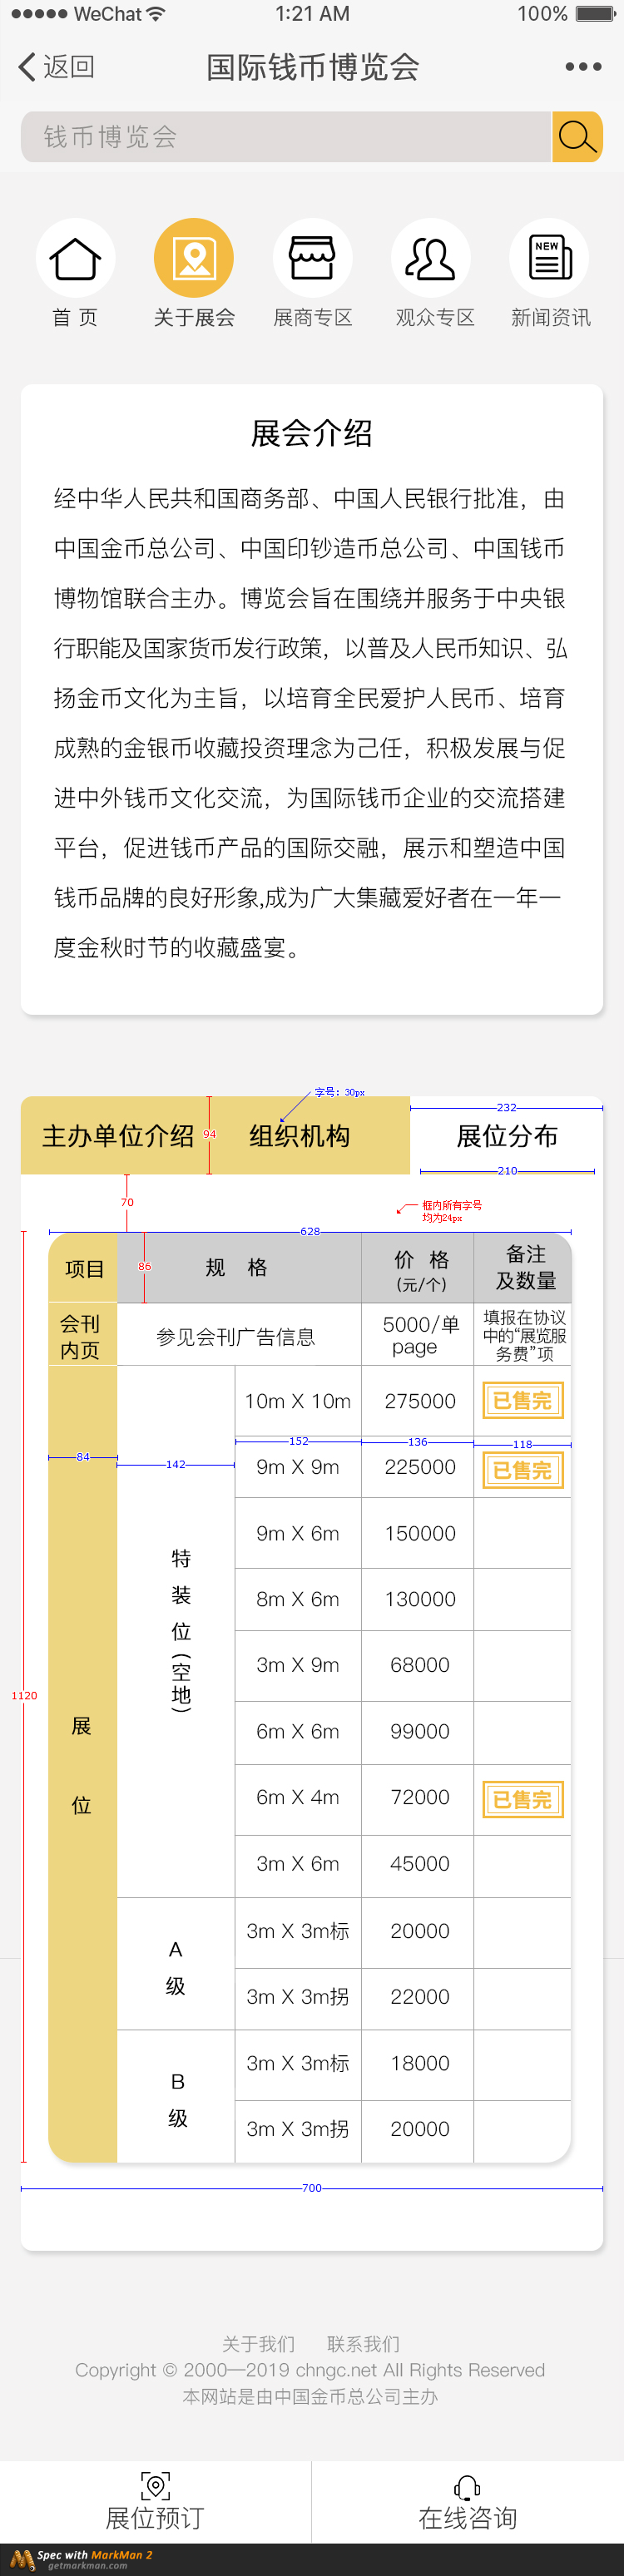 ●●●●● WeChat 1:21 AM 100%
返回 国际钱币博览会 •••
钱币博览会
NEW
首 页 关于展会 展商专区 观众专区 新闻资讯
展会介绍
经中华人民共和国商务部、中国人民银行批准，由
中国金币总公司、中国印钞造币总公司、中国钱币
博物馆联合主办。博览会旨在围绕并服务于中央银
行职能及国家货币发行政策，以普及人民币知识、弘
扬金币文化为主旨，以培育全民爱护人民币、培育
成熟的金银币收藏投资理念为己任，积极发展与促
进中外钱币文化交流，为国际钱币企业的交流搭建
平台，促进钱币产品的国际交融，展示和塑造中国
钱币品牌的良好形象,成为广大集藏爱好者在一年一
度金秋时节的收藏盛宴。
字号：30px
232
主办单位介绍 94 组织机构 展位分布
210
70
框内所有字号
均为24px
628
项目 86 规 格 价 格 (元/个) 备注 及数量
会刊 内页 参见会刊广告信息 5000/单 page 填报在协议 中的“展览服 务费”项
10m X 10m 275000 已售完
152 136 118
84 142
9m X 9m 225000 已售完
9m X 6m 150000
特 装 位 (空地)
8m X 6m 130000
3m X 9m 68000
1120
展 位
6m X 6m 99000
6m X 4m 72000 已售完
3m X 6m 45000
A 级
3m X 3m标 20000
3m X 3m拐 22000
B 级
3m X 3m标 18000
3m X 3m拐 20000
700
关于我们 联系我们
Copyright © 2000—2019 chngc.net All Rights Reserved
本网站是由中国金币总公司主办
展位预订 在线咨询
Spec with MarkMan 2
getmarkman.com